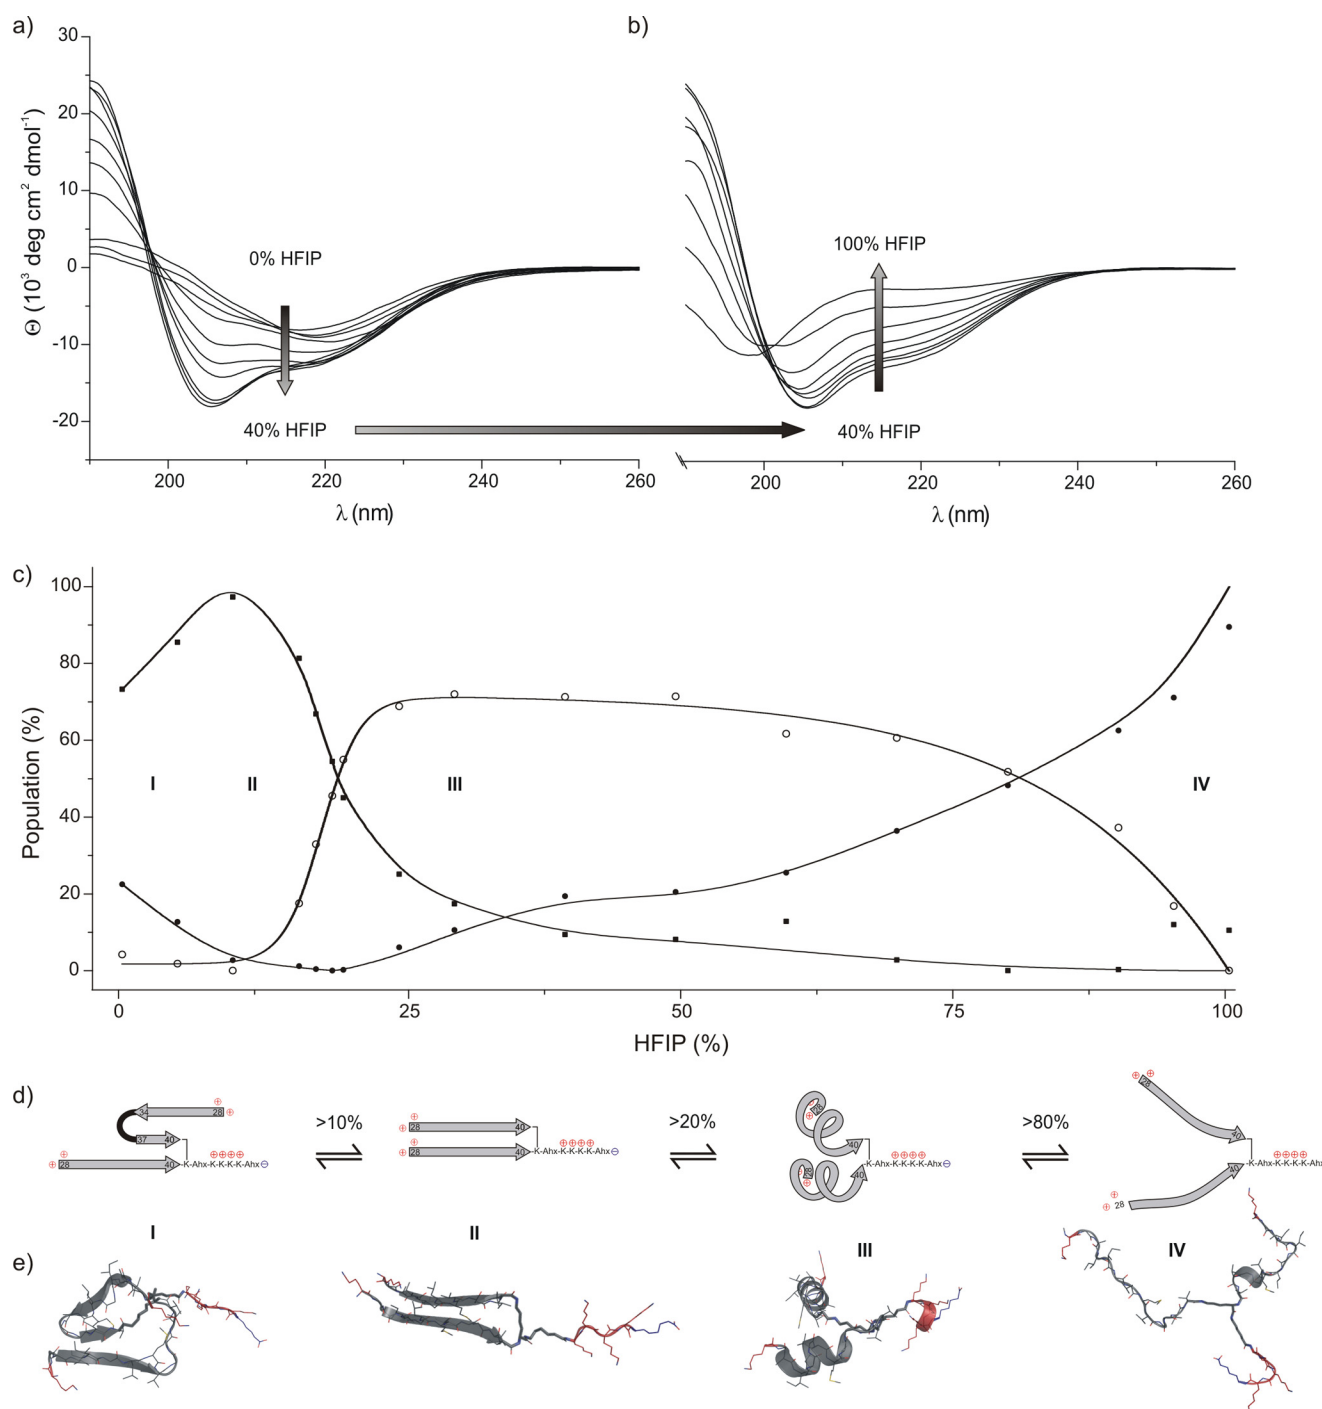 a)
b)
30
20
10
0
-10
-20
Θ (10³ deg cm² dmol⁻¹)
0% HFIP
40% HFIP
100% HFIP
40% HFIP
200 220 240 260
λ (nm)
200 220 240 260
λ (nm)
c)
100
80
60
40
20
0
Population (%)
I II III IV
0 25 50 75 100
HFIP (%)
d)
34 28
37 40
28 40
K-Ahx-K-K-K-K-Ahx
>10%
28 40
28 40
K-Ahx-K-K-K-K-Ahx
>20%
28 40
28 40
K-Ahx-K-K-K-K-Ahx
>80%
28 40
28 40
K-Ahx-K-K-K-K-Ahx
I II III IV
e)